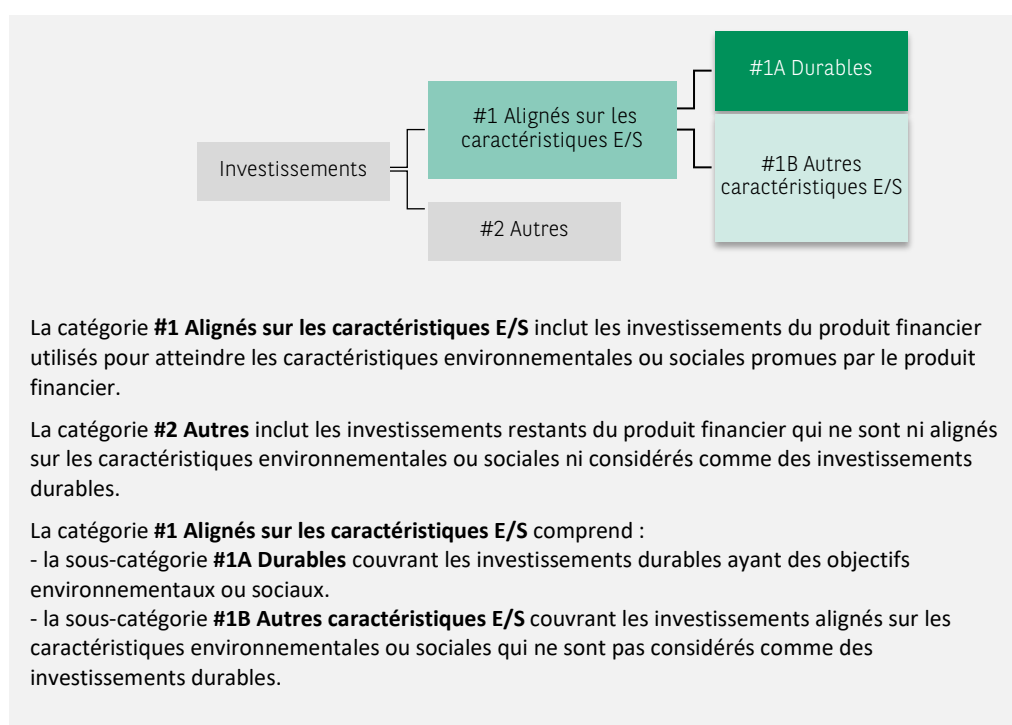 #1A Durables
#1 Alignés sur les
caractéristiques E/S
Investissements
#1B Autres
caractéristiques E/S
#2 Autres
La catégorie #1 Alignés sur les caractéristiques E/S inclut les investissements du produit financier
utilisés pour atteindre les caractéristiques environnementales ou sociales promues par le produit
financier.
La catégorie #2 Autres inclut les investissements restants du produit financier qui ne sont ni alignés
sur les caractéristiques environnementales ou sociales ni considérés comme des investissements
durables.
La catégorie #1 Alignés sur les caractéristiques E/S comprend :
- la sous-catégorie #1A Durables couvrant les investissements durables ayant des objectifs
environnementaux ou sociaux.
- la sous-catégorie #1B Autres caractéristiques E/S couvrant les investissements alignés sur les
caractéristiques environnementales ou sociales qui ne sont pas considérés comme des
investissements durables.